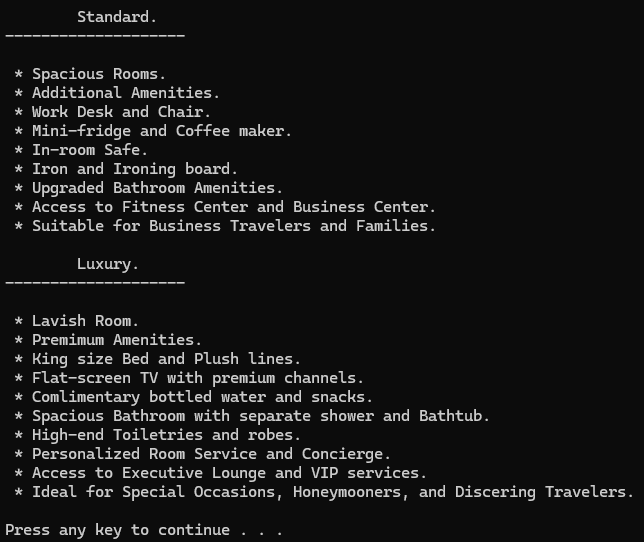 Standard.
--------------------
* Spacious Rooms.
* Additional Amenities.
* Work Desk and Chair.
* Mini-fridge and Coffee maker.
* In-room Safe.
* Iron and Ironing board.
* Upgraded Bathroom Amenities.
* Access to Fitness Center and Business Center.
* Suitable for Business Travelers and Families.
Luxury.
--------------------
* Lavish Room.
* Premimum Amenities.
* King size Bed and Plush lines.
* Flat-screen TV with premium channels.
* Comlimentary bottled water and snacks.
* Spacious Bathroom with separate shower and Bathtub.
* High-end Toiletries and robes.
* Personalized Room Service and Concierge.
* Access to Executive Lounge and VIP services.
* Ideal for Special Occasions, Honeymooners, and Discering Travelers.
Press any key to continue . . .